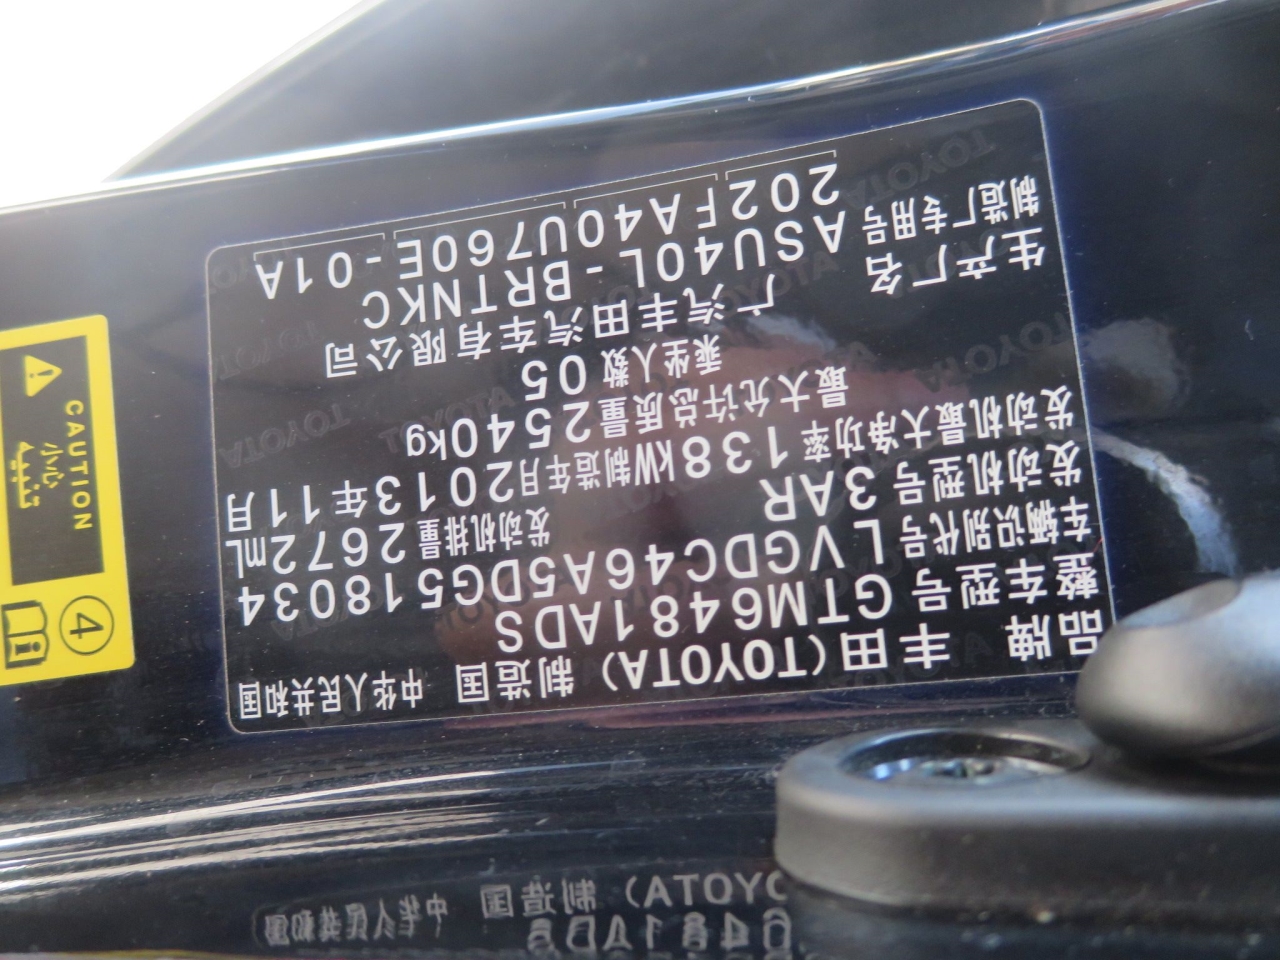 品牌 丰田(TOYOTA) 制造国 中华人民共和国
整车型号 GTM6481ADS
车辆识别代号 LVGDC46A5DG518034
发动机型号 3AR 发动机排量 2672mL
发动机最大净功率 138kW 制造年月 2013年11月
最大允许总质量 2540kg
乘坐人数 05
生产厂名 广汽丰田汽车有限公司
制造厂专用号 ASU40L-BRTNKC
202FA40U760E-01A
CAUTION
小心
4